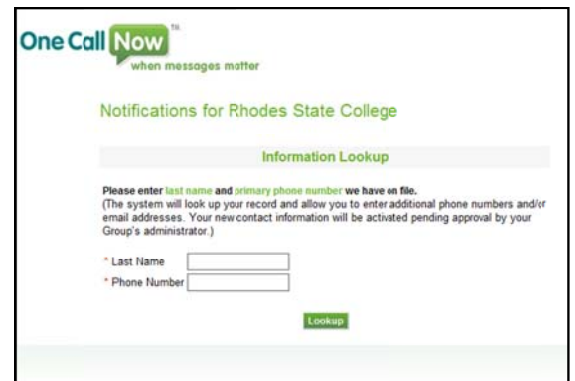 One Call Now TM
when messages matter
Notifications for Rhodes State College
Information Lookup
Please enter last name and primary phone number we have on file.
(The system will look up your record and allow you to enter additional phone numbers and/or
email addresses. Your new contact information will be activated pending approval by your
Group's administrator.)
* Last Name
* Phone Number
Lookup